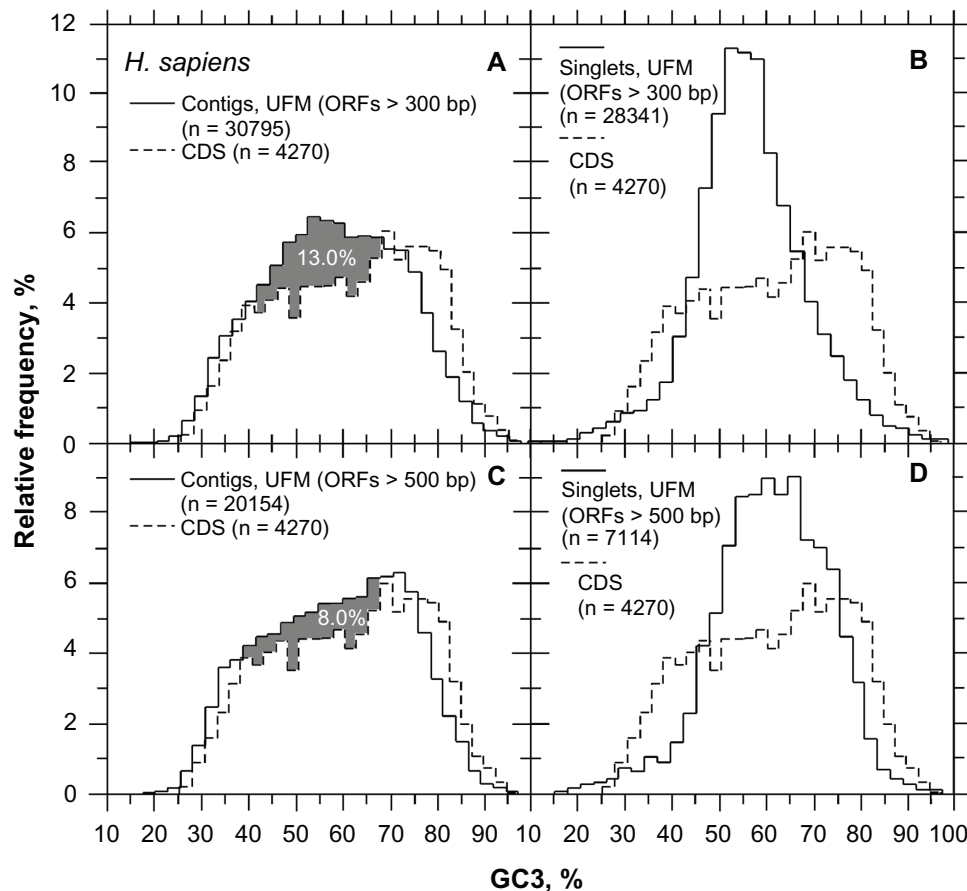 12
10
8
6
4
2
0
H. sapiens
A
Contigs, UFM (ORFs > 300 bp)
(n = 30795)
CDS (n = 4270)
13.0%
B
Singlets, UFM
(ORFs > 300 bp)
(n = 28341)
CDS
(n = 4270)
Relative frequency, %
8
6
4
2
0
C
Contigs, UFM (ORFs > 500 bp)
(n = 20154)
CDS (n = 4270)
8.0%
D
Singlets, UFM
(ORFs > 500 bp)
(n = 7114)
CDS
(n = 4270)
10 20 30 40 50 60 70 80 90 10 20 30 40 50 60 70 80 90 100
GC3, %